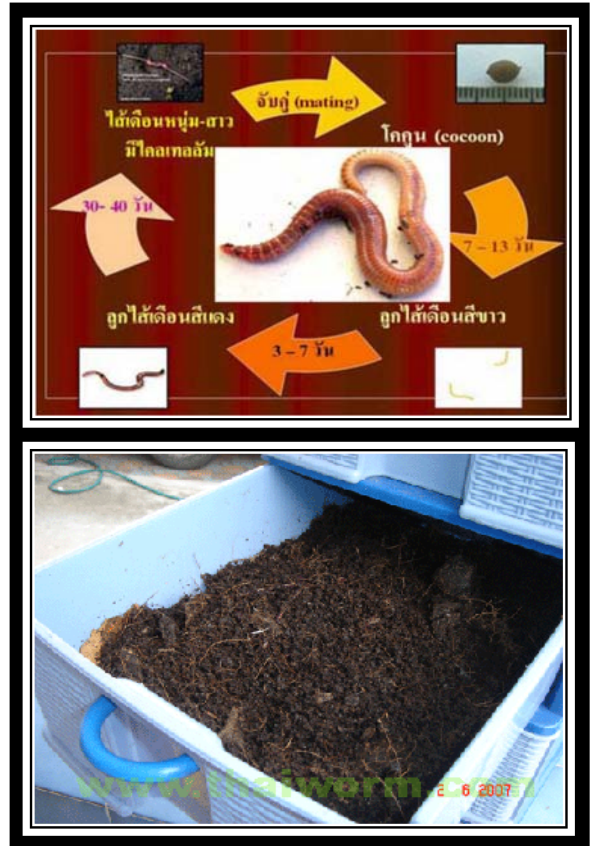 จับคู่ (mating)
ไส้เดือนหนุ่ม-สาว
มีไคลเทลลัม
โคคูน (cocoon)
30- 40 วัน
7 – 13 วัน
ลูกไส้เดือนสีแดง
ลูกไส้เดือนสีขาว
3 – 7 วัน
www.thaiworm.com
2 6 2007